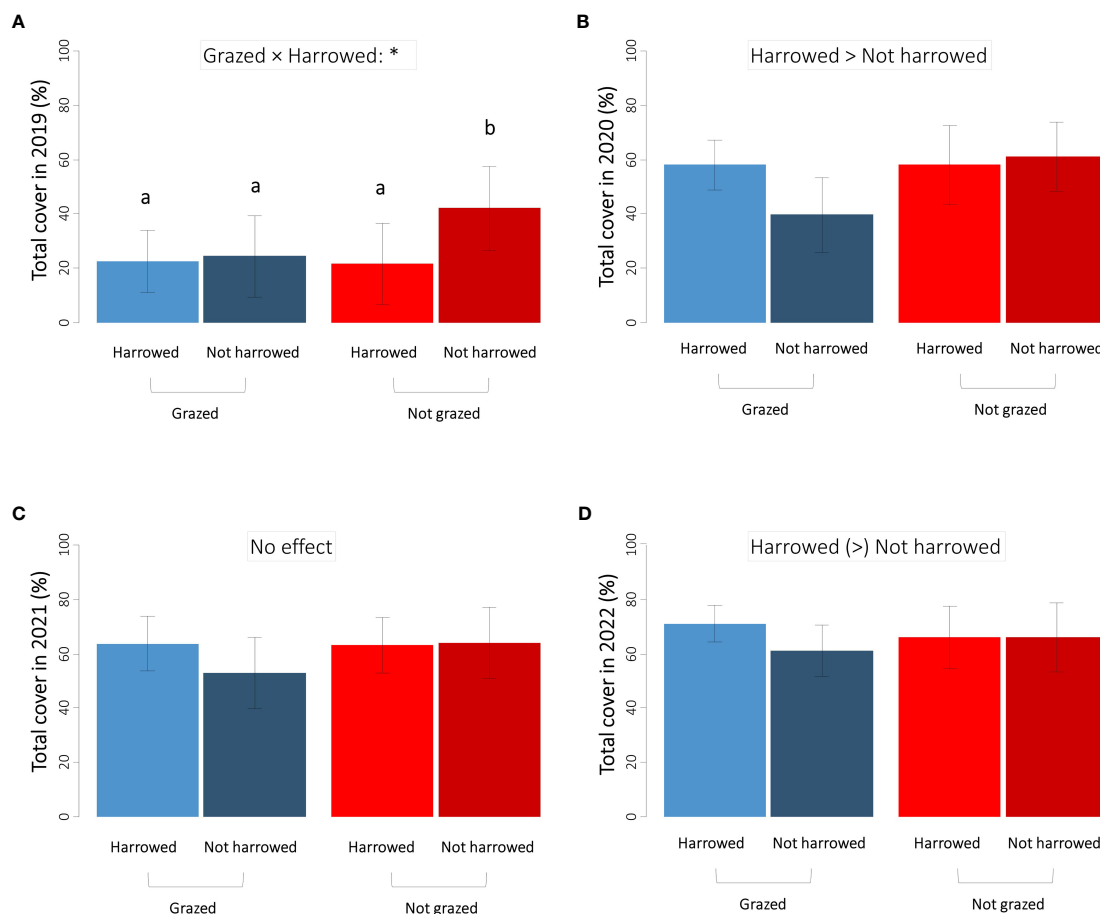 A
Grazed × Harrowed: *
Total cover in 2019 (%)
0
20
40
60
80
100
a
a
a
b
Harrowed
Not harrowed
Harrowed
Not harrowed
Grazed
Not grazed
B
Harrowed > Not harrowed
Total cover in 2020 (%)
0
20
40
60
80
100
Harrowed
Not harrowed
Harrowed
Not harrowed
Grazed
Not grazed
C
No effect
Total cover in 2021 (%)
0
20
40
60
80
100
Harrowed
Not harrowed
Harrowed
Not harrowed
Grazed
Not grazed
D
Harrowed (>) Not harrowed
Total cover in 2022 (%)
0
20
40
60
80
100
Harrowed
Not harrowed
Harrowed
Not harrowed
Grazed
Not grazed